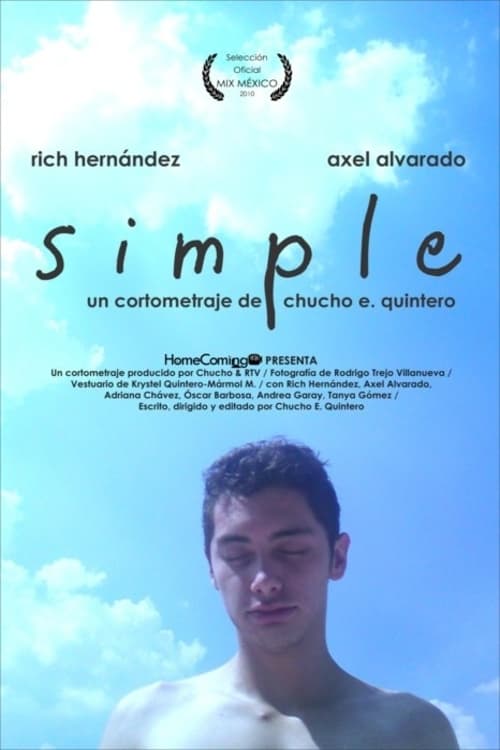 Selección
Oficial
MIX MÉXICO
2010
rich hernández axel alvarado
simple
un cortometraje de chucho e. quintero
HomeComing PRESENTA
Un cortometraje producido por Chucho & RTV / Fotografía de Rodrigo Trejo Villanueva /
Vestuario de Krystel Quintero-Mármol M. / con Rich Hernández, Axel Alvarado,
Adriana Chávez, Óscar Barbosa, Andrea Garay, Tanya Gómez /
Escrito, dirigido y editado por Chucho E. Quintero